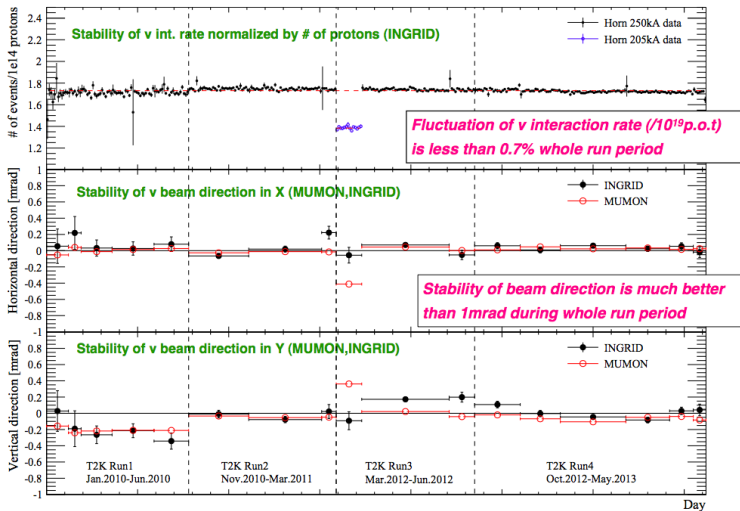 2.4
2.2
2
1.8
1.6
1.4
1.2
# of events/1e14 protons
Stability of ν int. rate normalized by # of protons (INGRID)
Horn 250kA data
Horn 205kA data
Fluctuation of ν interaction rate (/10¹⁹p.o.t)
is less than 0.7% whole run period
0.8
0.6
0.4
0.2
0
-0.2
-0.4
-0.6
-0.8
-1
Horizontal direction [mrad]
Stability of ν beam direction in X (MUMON,INGRID)
INGRID
MUMON
Stability of beam direction is much better
than 1mrad during whole run period
0.8
0.6
0.4
0.2
0
-0.2
-0.4
-0.6
-0.8
-1
Vertical direction [mrad]
Stability of ν beam direction in Y (MUMON,INGRID)
INGRID
MUMON
T2K Run1
Jan.2010-Jun.2010
T2K Run2
Nov.2010-Mar.2011
T2K Run3
Mar.2012-Jun.2012
T2K Run4
Oct.2012-May.2013
Day